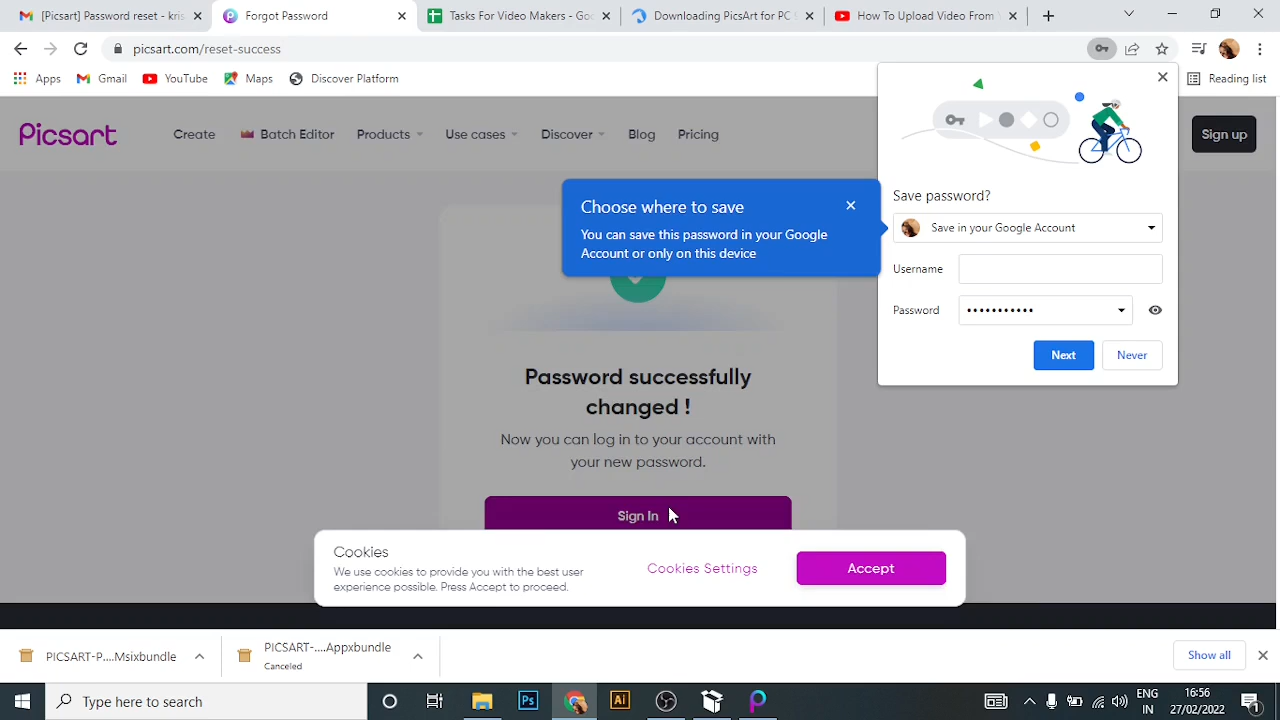 [Picsart] Password reset - kris
Forgot Password
Tasks For Video Makers - Goo
Downloading PicsArt for PC S
How To Upload Video From Y
picsart.com/reset-success
Apps
Gmail
YouTube
Maps
Discover Platform
Reading list
Picsart
Create
Batch Editor
Products
Use cases
Discover
Blog
Pricing
Sign up
Save password?
Choose where to save
You can save this password in your Google
Account or only on this device
Save in your Google Account
Username
Password
Next
Never
Password successfully
changed !
Now you can log in to your account with
your new password.
Sign In
Cookies
We use cookies to provide you with the best user
experience possible. Press Accept to proceed.
Cookies Settings
Accept
PICSART-P....Msixbundle
PICSART-....Appxbundle
Canceled
Show all
Type here to search
Ps
Ai
ENG
IN
16:56
27/02/2022
1